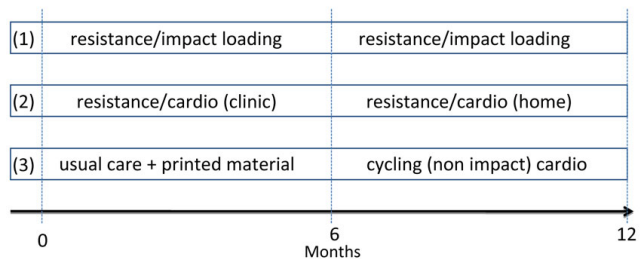 (1) resistance/impact loading resistance/impact loading
(2) resistance/cardio (clinic) resistance/cardio (home)
(3) usual care + printed material cycling (non impact) cardio
0 6 12
Months